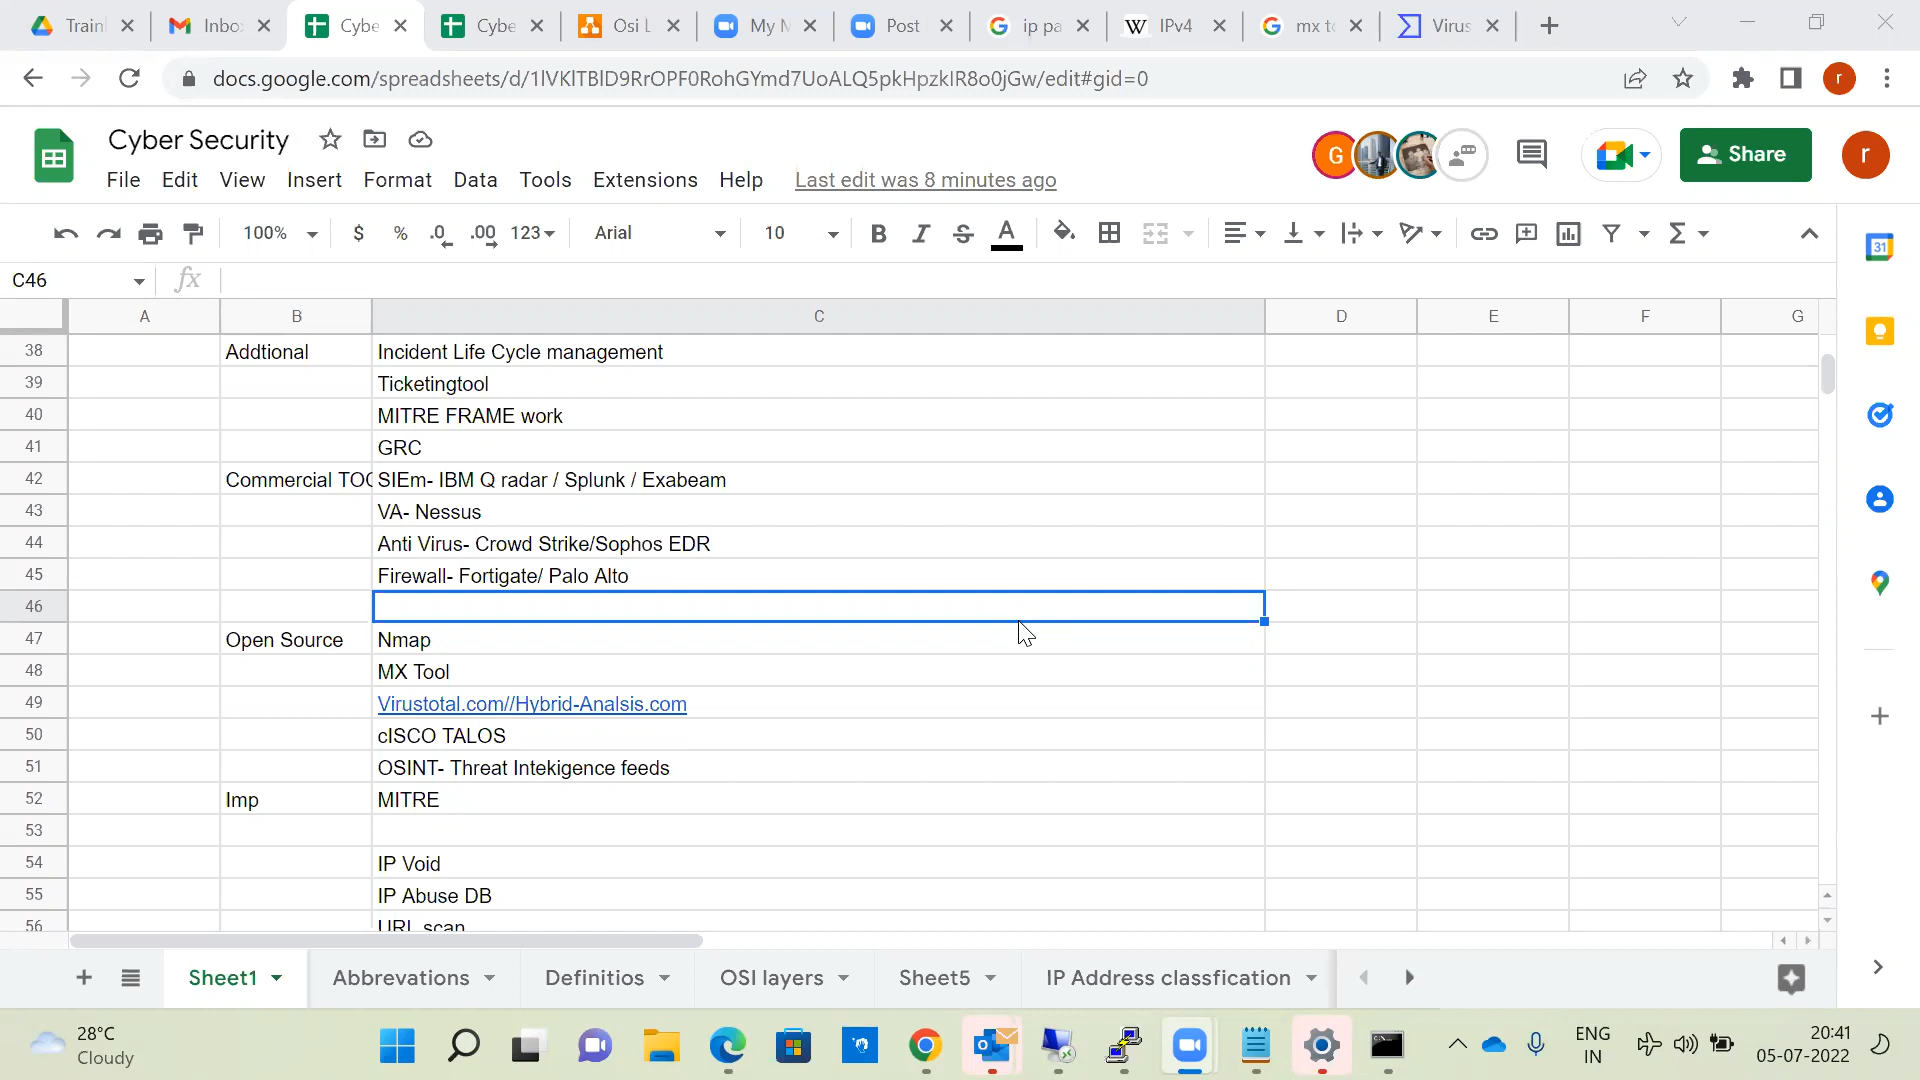 Traini
Inbo
Cybe
Cybe
Osi L
My M
Post
ip pa
IPv4
mx to
Virus
docs.google.com/spreadsheets/d/1lVKlTBlD9RrOPF0RohGYmd7UoALQ5pkHpzkIR8o0jGw/edit#gid=0
r
Cyber Security
G
Share
r
File Edit View Insert Format Data Tools Extensions Help Last edit was 8 minutes ago
100% $ % .0 .00 123 Arial 10 B I S A
31
C46 fx
A B C D E F G
38 Addtional Incident Life Cycle management
39 Ticketingtool
40 MITRE FRAME work
41 GRC
42 Commercial TOO SIEm- IBM Q radar / Splunk / Exabeam
43 VA- Nessus
44 Anti Virus- Crowd Strike/Sophos EDR
45 Firewall- Fortigate/ Palo Alto
46
47 Open Source Nmap
48 MX Tool
49 Virustotal.com//Hybrid-Analsis.com
50 cISCO TALOS
51 OSINT- Threat Intekigence feeds
52 Imp MITRE
53
54 IP Void
55 IP Abuse DB
56 URL scan
Sheet1 Abbrevations Definitios OSI layers Sheet5 IP Address classfication
28°C
Cloudy
ENG
IN
20:41
05-07-2022